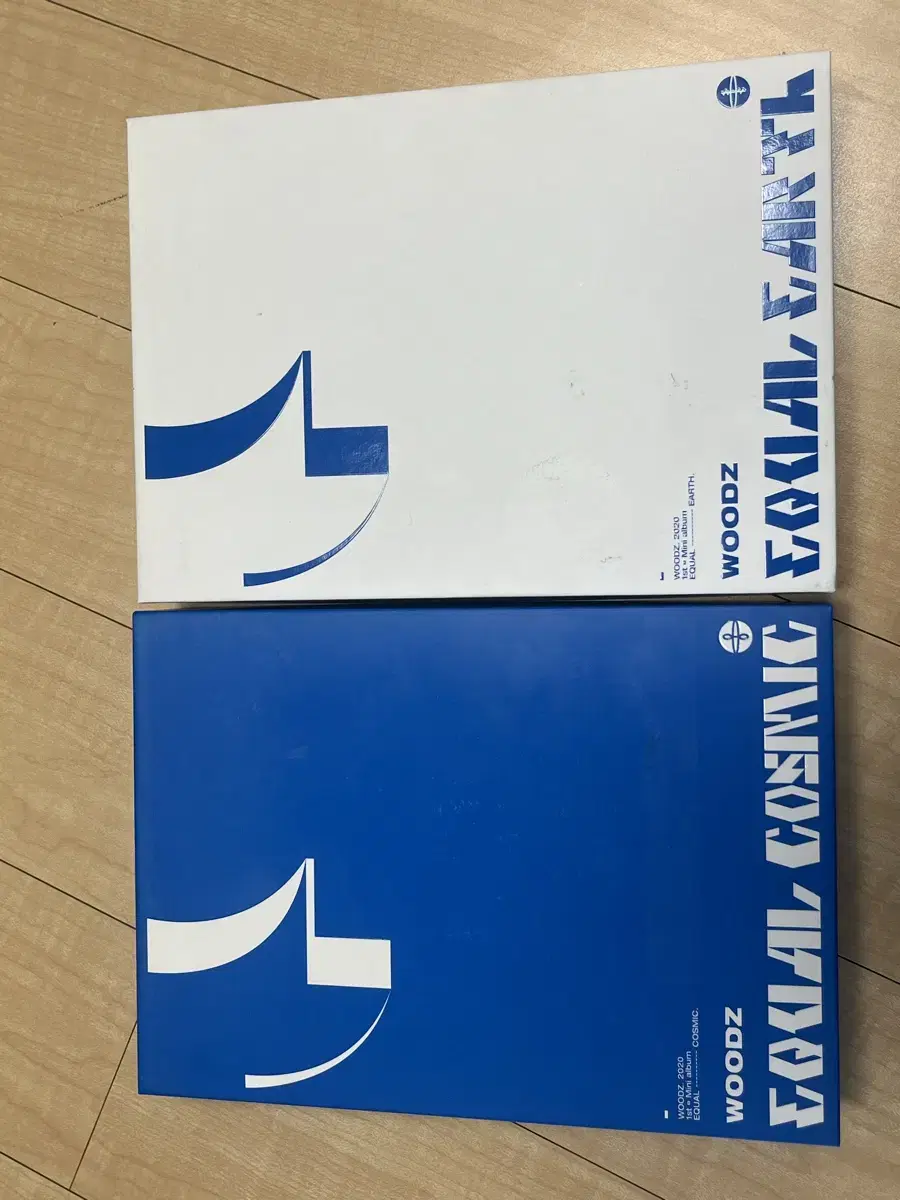 WOODZ. 2020
1st = Mini album
EQUAL ---------- EARTH.
WOODZ
EQUAL EARTH
WOODZ. 2020
1st = Mini album
EQUAL ---------- COSMIC.
WOODZ
EQUAL COSMIC